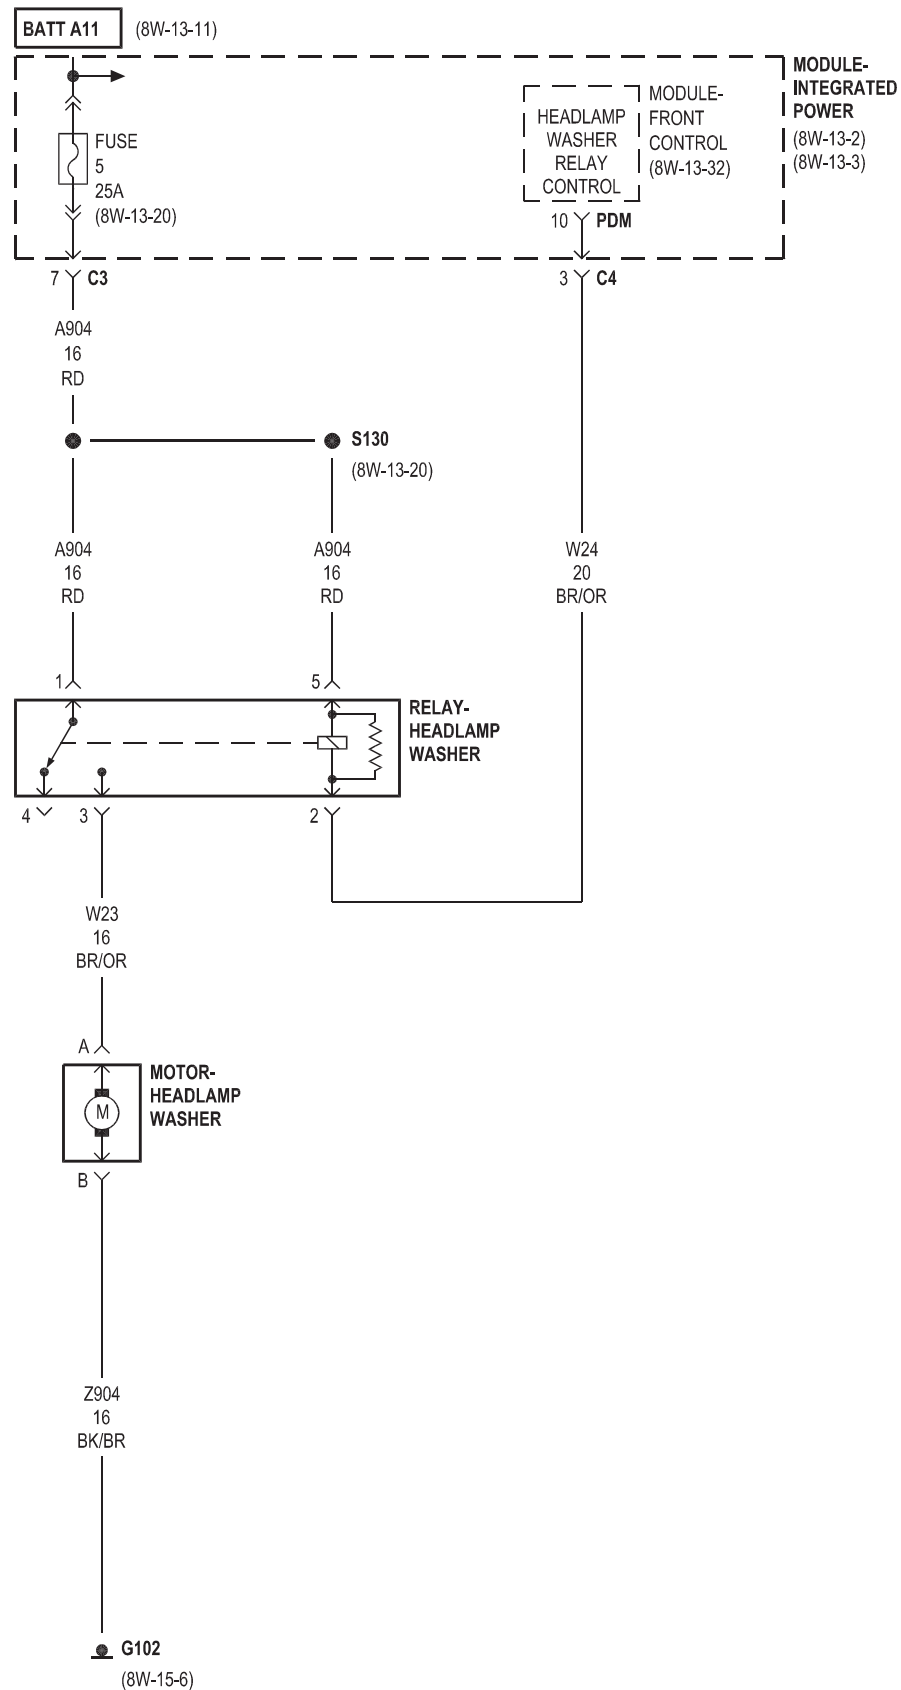 BATT A11 (8W-13-11)
MODULE-
INTEGRATED
POWER
(8W-13-2)
(8W-13-3)
FUSE
5
25A
(8W-13-20)
HEADLAMP
WASHER
RELAY
CONTROL
MODULE-
FRONT
CONTROL
(8W-13-32)
10 PDM
7 C3
3 C4
A904
16
RD
S130
(8W-13-20)
A904
16
RD
A904
16
RD
W24
20
BR/OR
1
5
RELAY-
HEADLAMP
WASHER
4
3
2
W23
16
BR/OR
A
MOTOR-
HEADLAMP
WASHER
M
B
Z904
16
BK/BR
G102
(8W-15-6)